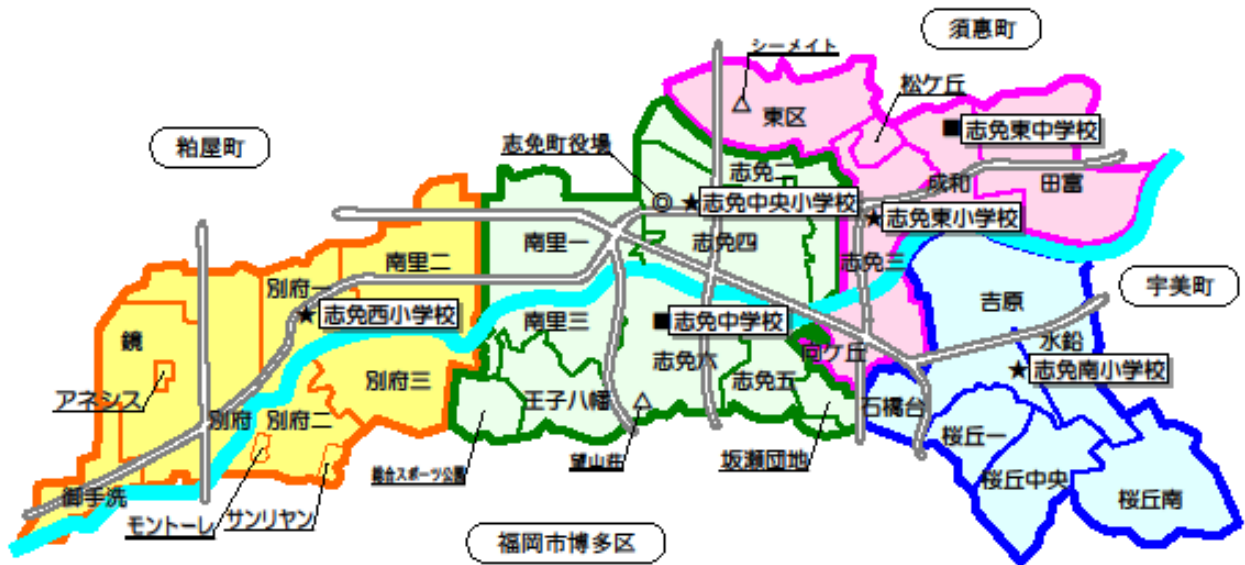 須惠町
シーメイト
松ケ丘
東区
志免東中学校
粕屋町
志免町役場
志免二
成和
田富
◎ ★志免中央小学校
★志免東小学校
南里一
志免四
南里二
志免三
別府一
吉原
宇美町
★志免西小学校
南里三
■志免中学校
鏡
水鉛
向ケ丘
志免六
★志免南小学校
別府三
志免五
アネシス
王子八幡
石橋台
別府
別府二
桜丘一
総合スポーツ公園
望山荘
坂瀬団地
桜丘中央
御手洗
桜丘南
モントーレ
サンリヤン
福岡市博多区